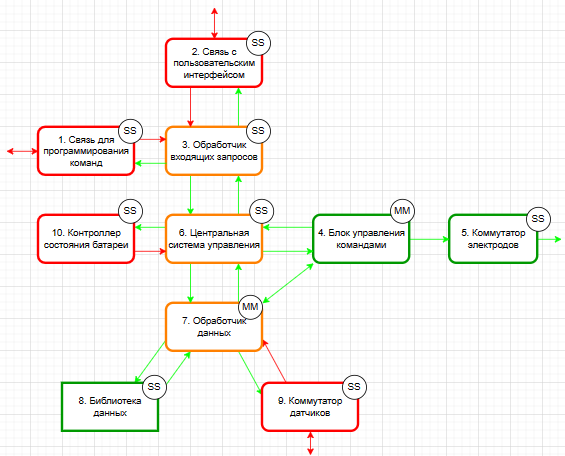 SS
2. Связь с
пользовательским
интерфейсом
SS
1. Связь для
программирования
команд
SS
3. Обработчик
входящих запросов
SS
10. Контроллер
состояния батареи
SS
6. Центральная
система управления
MM
4. Блок управления
командами
SS
5. Коммутатор
электродов
MM
7. Обработчик
данных
SS
8. Библиотека
данных
SS
9. Коммутатор
датчиков